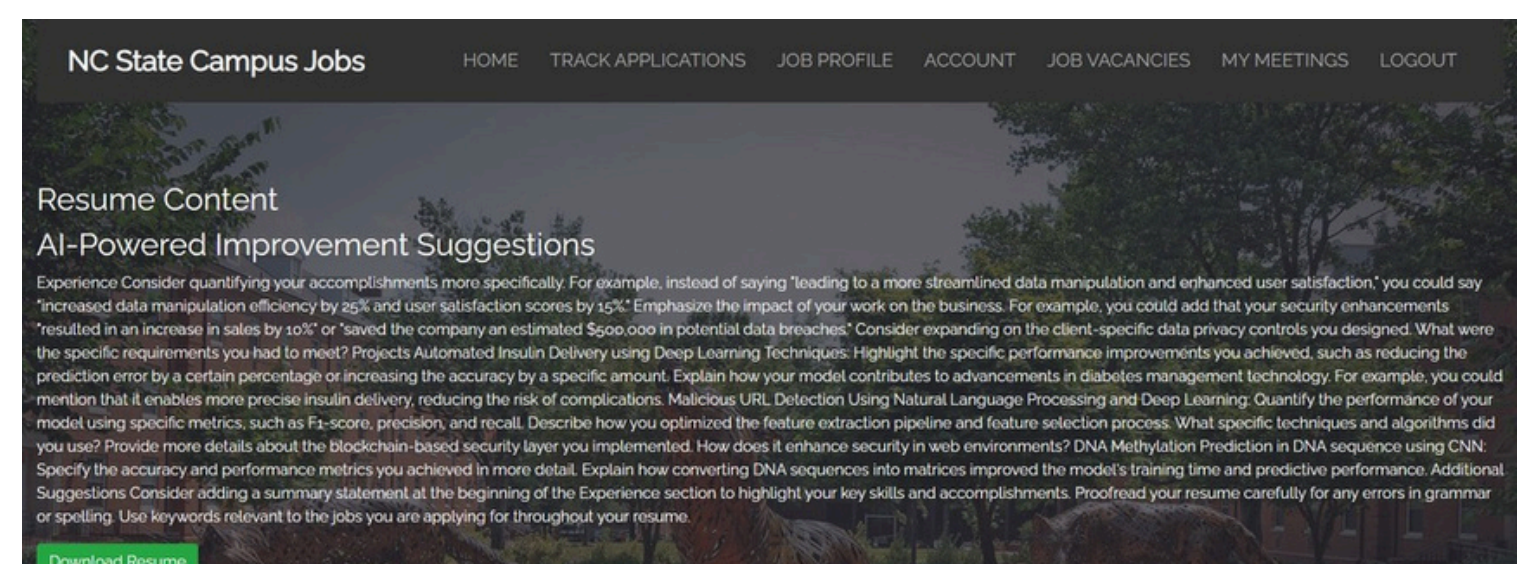 NC State Campus Jobs
HOME
TRACK APPLICATIONS
JOB PROFILE
ACCOUNT
JOB VACANCIES
MY MEETINGS
LOGOUT
Resume Content
AI-Powered Improvement Suggestions
Experience Consider quantifying your accomplishments more specifically. For example, instead of saying "leading to a more streamlined data manipulation and enhanced user satisfaction," you could say
"increased data manipulation efficiency by 25% and user satisfaction scores by 15%." Emphasize the impact of your work on the business. For example, you could add that your security enhancements
"resulted in an increase in sales by 10%" or "saved the company an estimated $500,000 in potential data breaches." Consider expanding on the client-specific data privacy controls you designed. What were
the specific requirements you had to meet? Projects Automated Insulin Delivery using Deep Learning Techniques: Highlight the specific performance improvements you achieved, such as reducing the
prediction error by a certain percentage or increasing the accuracy by a specific amount. Explain how your model contributes to advancements in diabetes management technology. For example, you could
mention that it enables more precise insulin delivery, reducing the risk of complications. Malicious URL Detection Using Natural Language Processing and Deep Learning: Quantify the performance of your
model using specific metrics, such as F1-score, precision, and recall. Describe how you optimized the feature extraction pipeline and feature selection process. What specific techniques and algorithms did
you use? Provide more details about the blockchain-based security layer you implemented. How does it enhance security in web environments? DNA Methylation Prediction in DNA sequence using CNN:
Specify the accuracy and performance metrics you achieved in more detail. Explain how converting DNA sequences into matrices improved the model's training time and predictive performance. Additional
Suggestions Consider adding a summary statement at the beginning of the Experience section to highlight your key skills and accomplishments. Proofread your resume carefully for any errors in grammar
or spelling. Use keywords relevant to the jobs you are applying for throughout your resume.
Download Resume